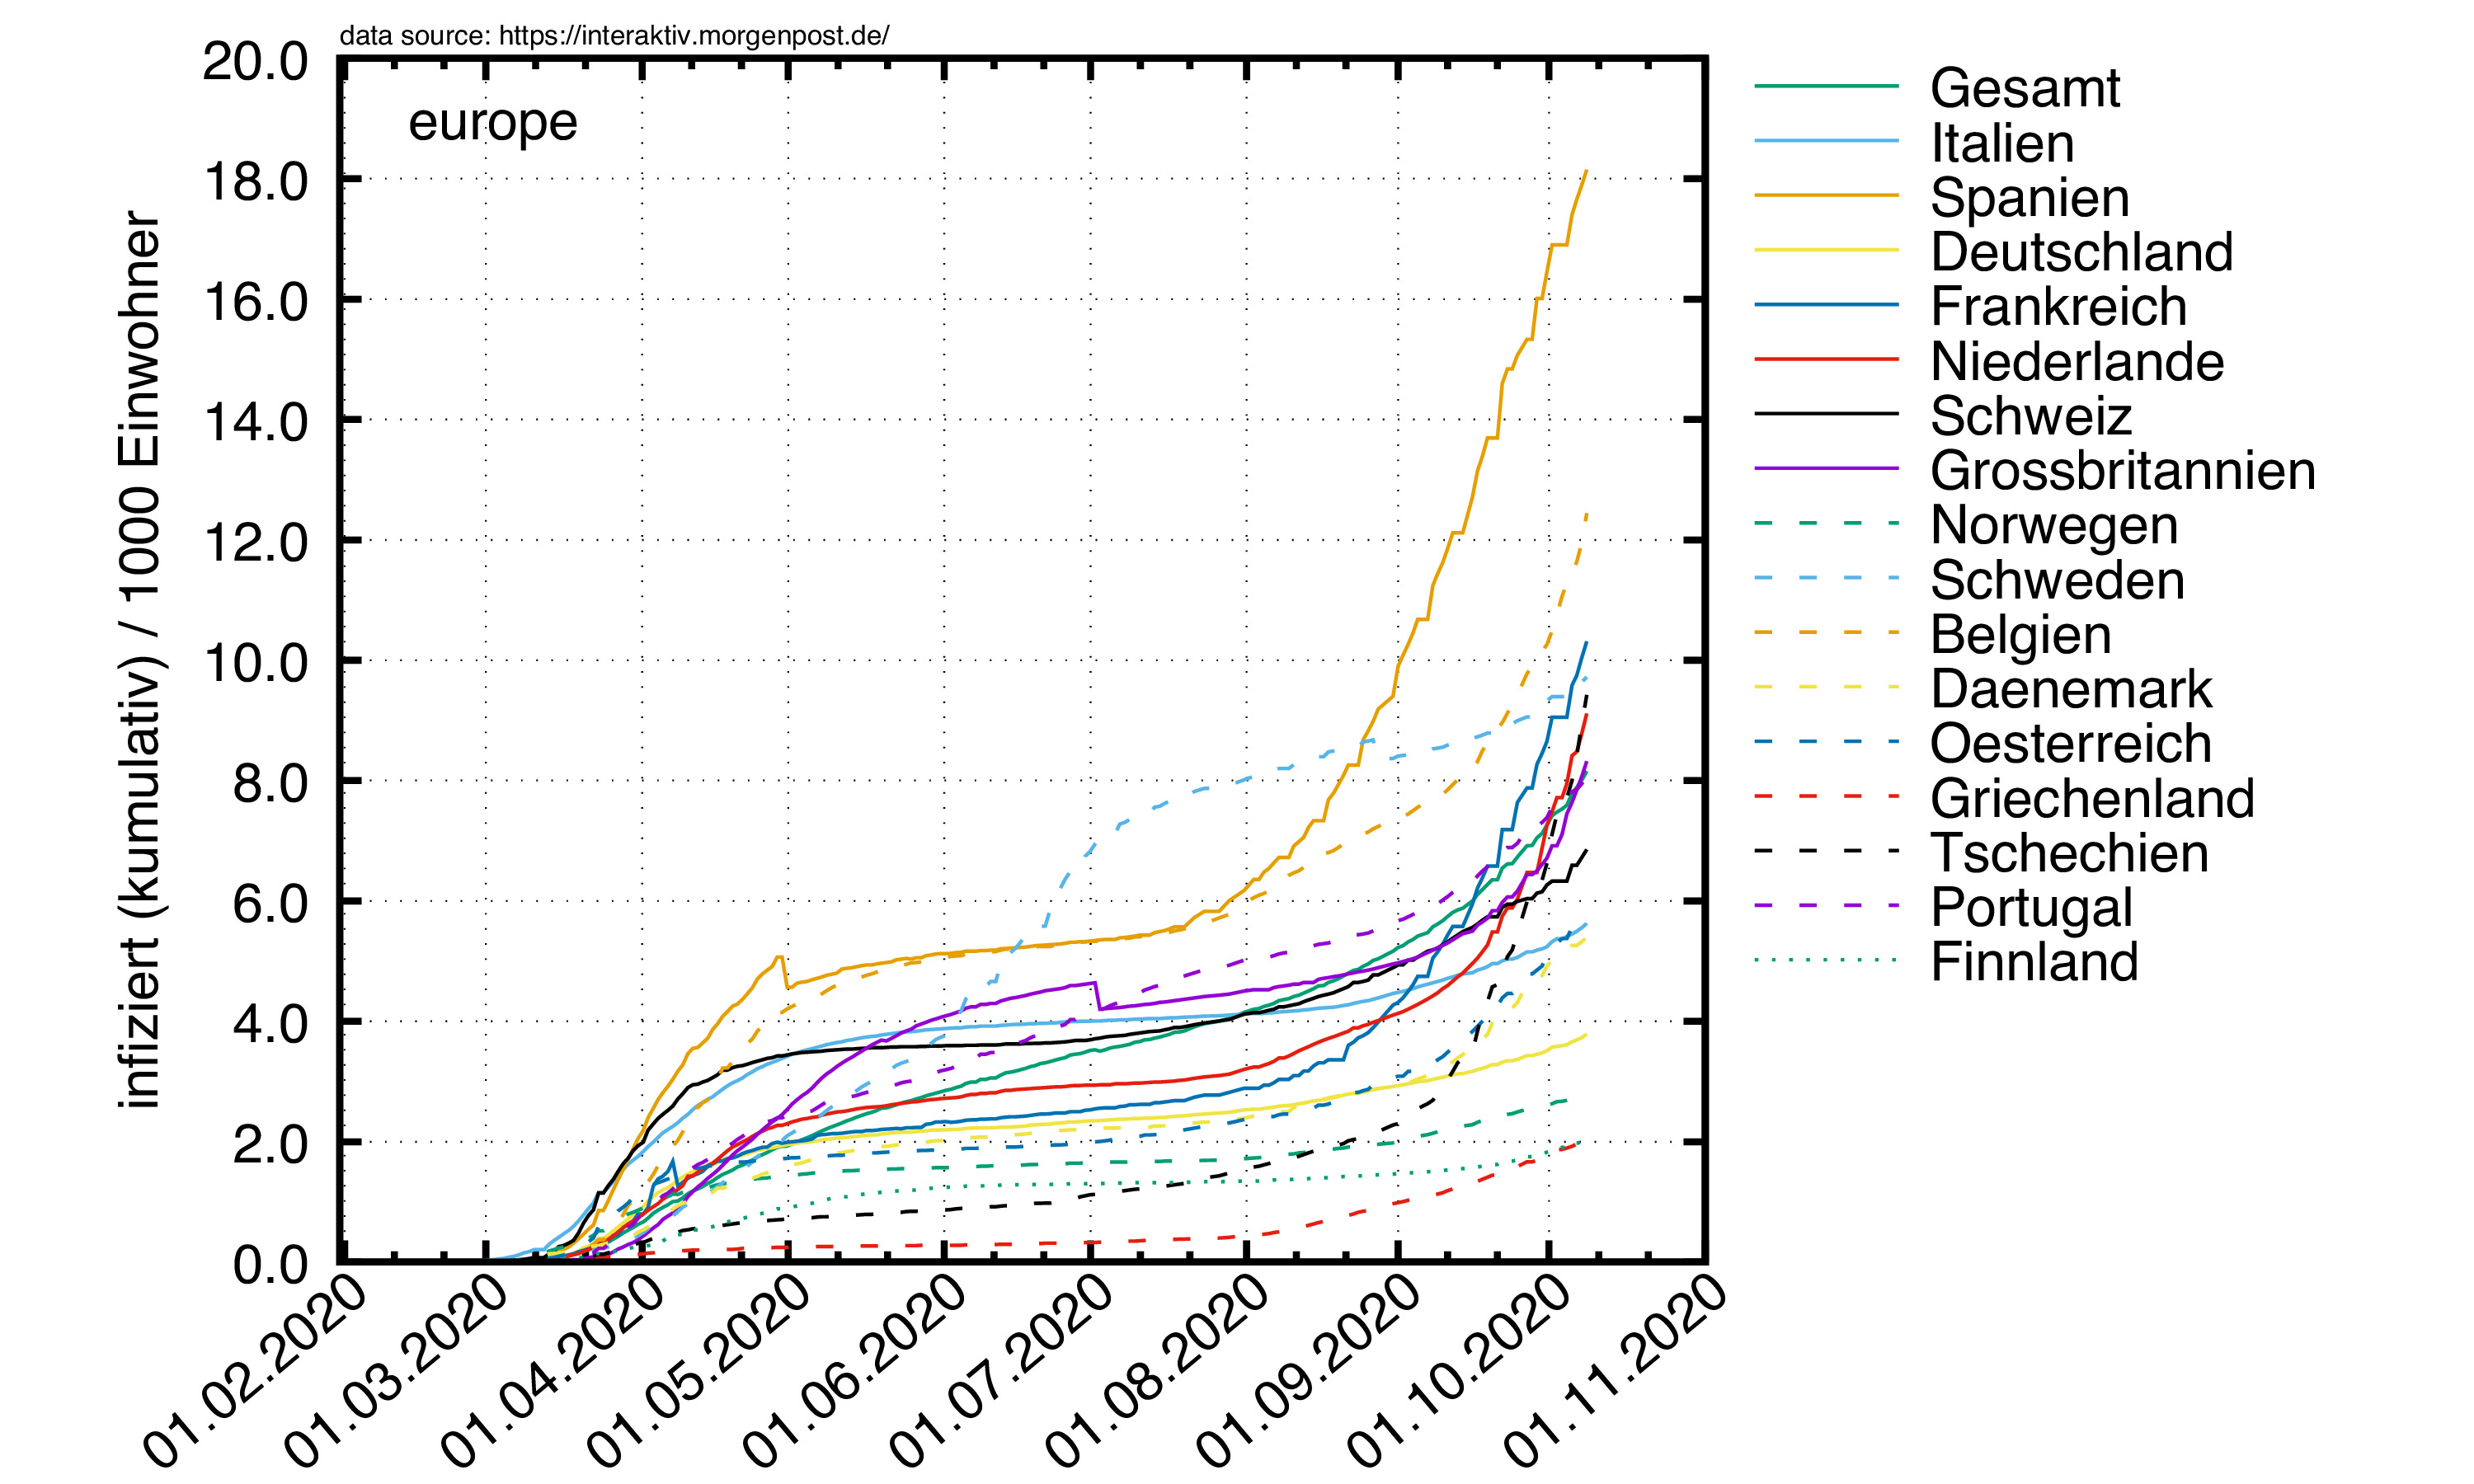 data source: https://interaktiv.morgenpost.de/
europe
infiziert (kumulativ) / 1000 Einwohner
20.0
18.0
16.0
14.0
12.0
10.0
8.0
6.0
4.0
2.0
0.0
01.02.2020
01.03.2020
01.04.2020
01.05.2020
01.06.2020
01.07.2020
01.08.2020
01.09.2020
01.10.2020
01.11.2020
Gesamt
Italien
Spanien
Deutschland
Frankreich
Niederlande
Schweiz
Grossbritannien
Norwegen
Schweden
Belgien
Daenemark
Oesterreich
Griechenland
Tschechien
Portugal
Finnland